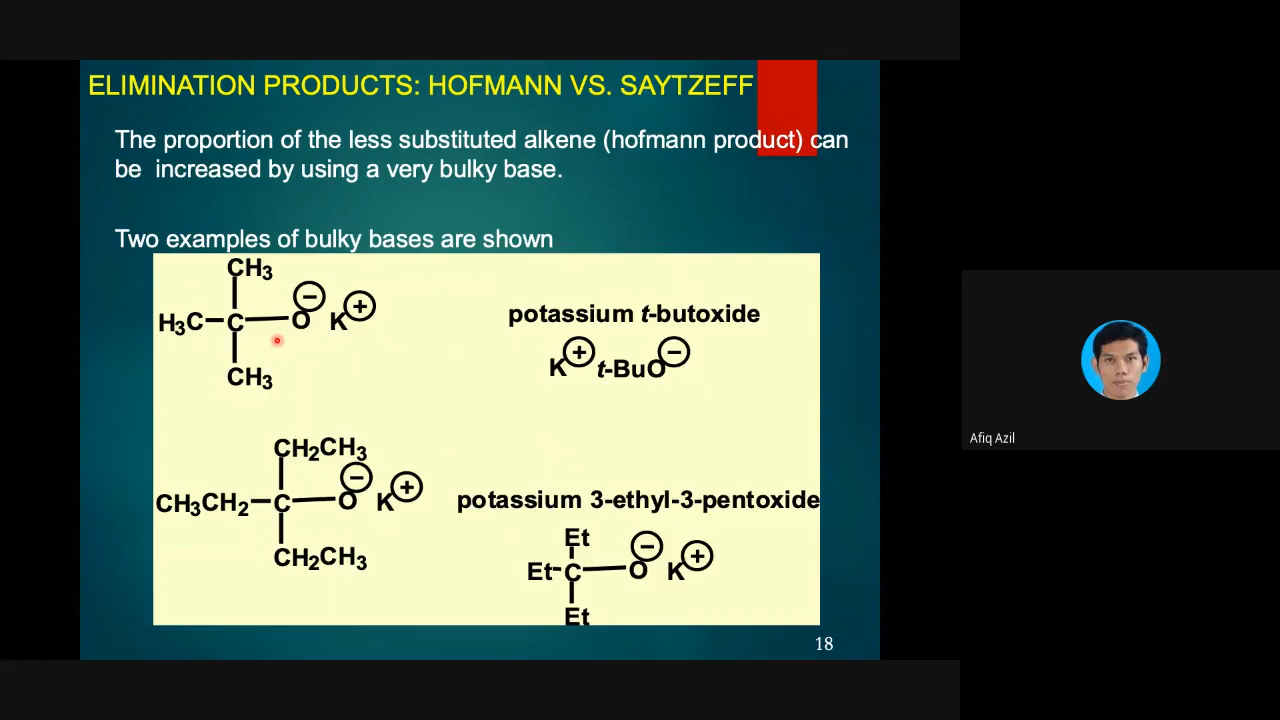 ELIMINATION PRODUCTS: HOFMANN VS. SAYTZEFF
The proportion of the less substituted alkene (hofmann product) can
be increased by using a very bulky base.
Two examples of bulky bases are shown
CH3
H3C C O − K +
CH3
potassium t-butoxide
K + t-BuO −
CH2CH3
CH3CH2 C O − K +
CH2CH3
potassium 3-ethyl-3-pentoxide
Et
Et C O − K +
Et
18
Afiq Azil